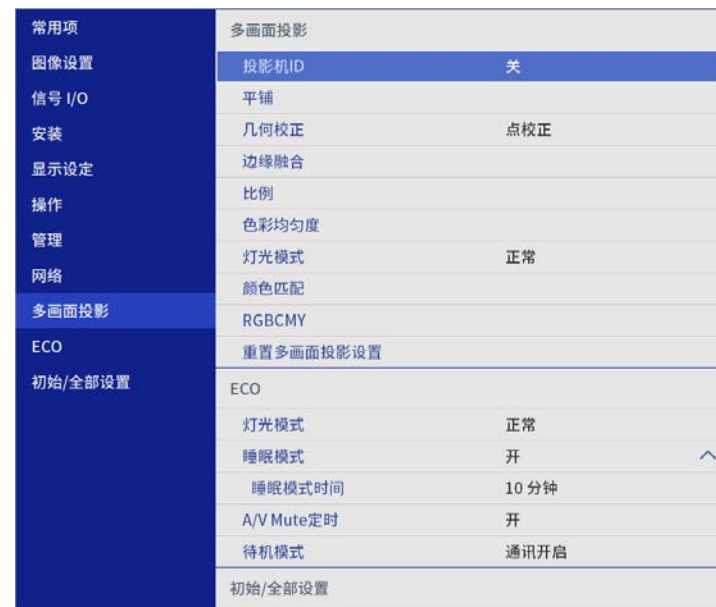 常用项
图像设置
信号 I/O
安装
显示设定
操作
管理
网络
多画面投影
ECO
初始/全部设置
多画面投影
投影机ID 关
平铺
几何校正 点校正
边缘融合
比例
色彩均匀度
灯光模式 正常
颜色匹配
RGBCMY
重置多画面投影设置
ECO
灯光模式 正常
睡眠模式 开
睡眠模式时间 10 分钟
A/V Mute定时 开
待机模式 通讯开启
初始/全部设置